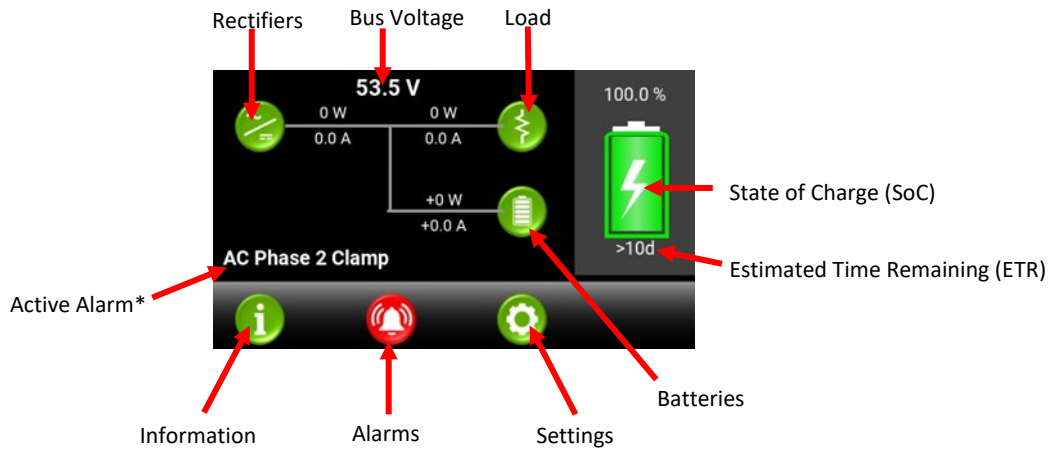 Rectifiers
Bus Voltage
Load
53.5 V
0 W
0 W
0.0 A
0.0 A
100.0 %
+0 W
+0.0 A
State of Charge (SoC)
>10d
AC Phase 2 Clamp
Estimated Time Remaining (ETR)
Active Alarm*
Batteries
Information
Alarms
Settings